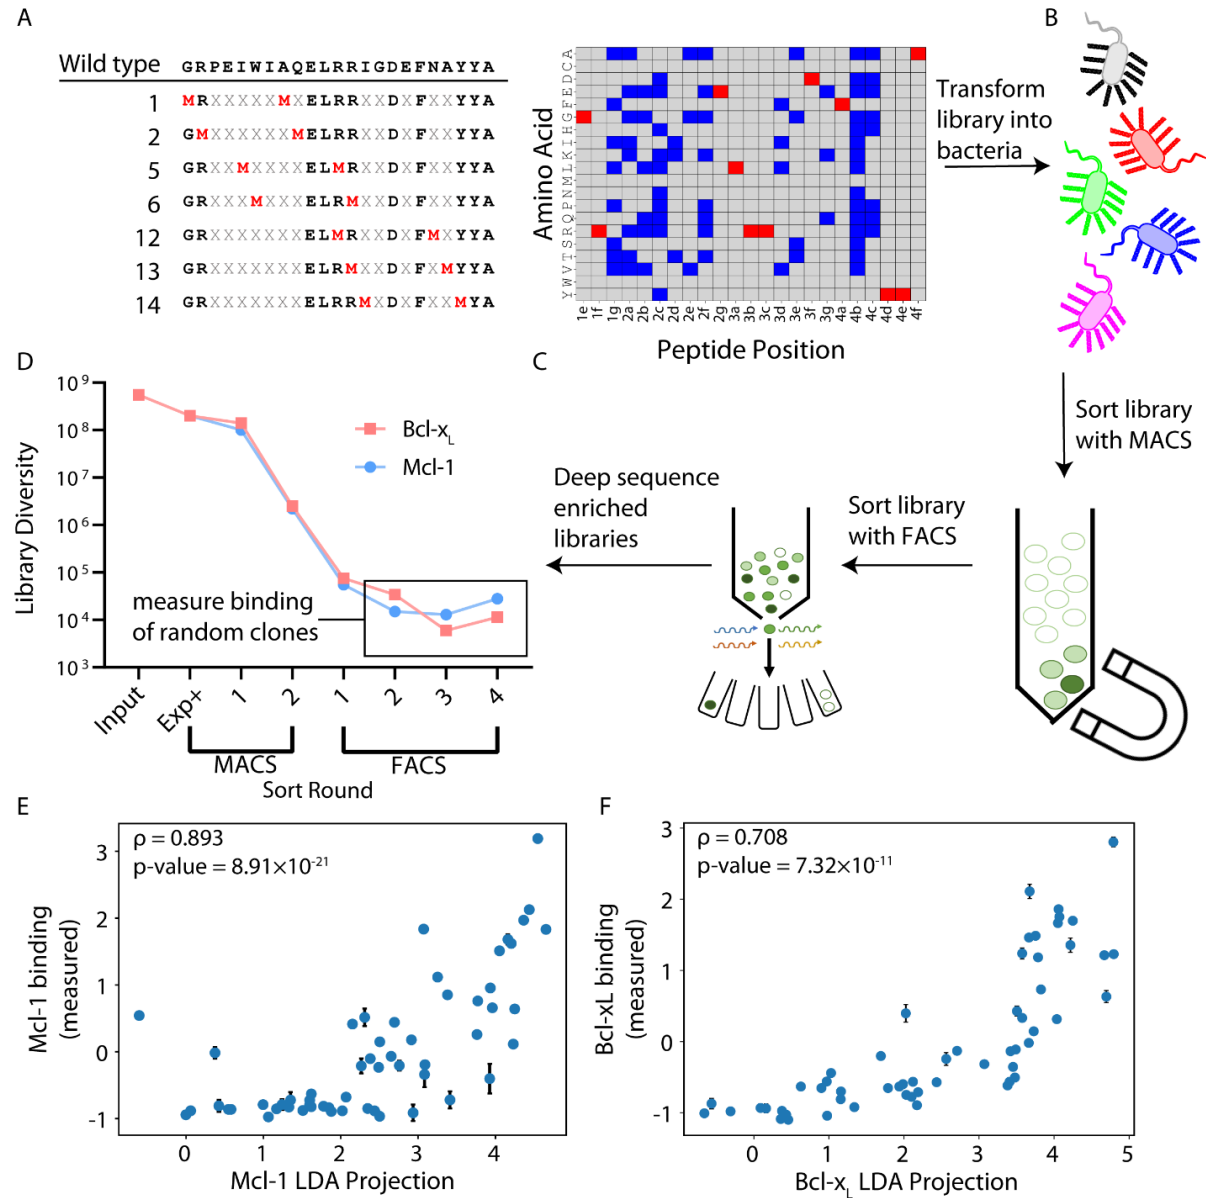 A
Wild type GRPEIWIAQELRRIGDEFNAYYA
1 MRXXXXXAXELRRXXDXFXXYYA
2 GMXXXXXXMELRRXXDXFXXYYA
5 GRXXMXXXXELMRXXDXFXXYYA
6 GRXXXMXXXELRMXXDXFXXYYA
12 GRXXXXXXXELMRXXDXFMXYYA
13 GRXXXXXXXELRMXXDXFXMYYA
14 GRXXXXXXXELRRMXDXFXXMYA
Amino Acid
A
C
D
E
F
G
H
I
K
L
M
N
P
Q
R
S
T
V
W
Y
1e 1f 1g 2a 2b 2c 2d 2e 2f 2g 3a 3b 3c 3d 3e 3f 3g 4a 4b 4c 4d 4e 4f
Peptide Position
Transform
library into
bacteria
B
Sort library
with MACS
C
Sort library
with FACS
Deep sequence
enriched
libraries
D
Library Diversity
10⁹
10⁸
10⁷
10⁶
10⁵
10⁴
10³
Bcl-xL
Mcl-1
measure binding
of random clones
Input Exp+ 1 2 1 2 3 4
MACS FACS
Sort Round
E
ρ = 0.893
p-value = 8.91×10⁻²¹
Mcl-1 binding
(measured)
3
2
1
0
-1
0 1 2 3 4
Mcl-1 LDA Projection
F
ρ = 0.708
p-value = 7.32×10⁻¹¹
Bcl-xL binding
(measured)
3
2
1
0
-1
0 1 2 3 4 5
Bcl-xL LDA Projection